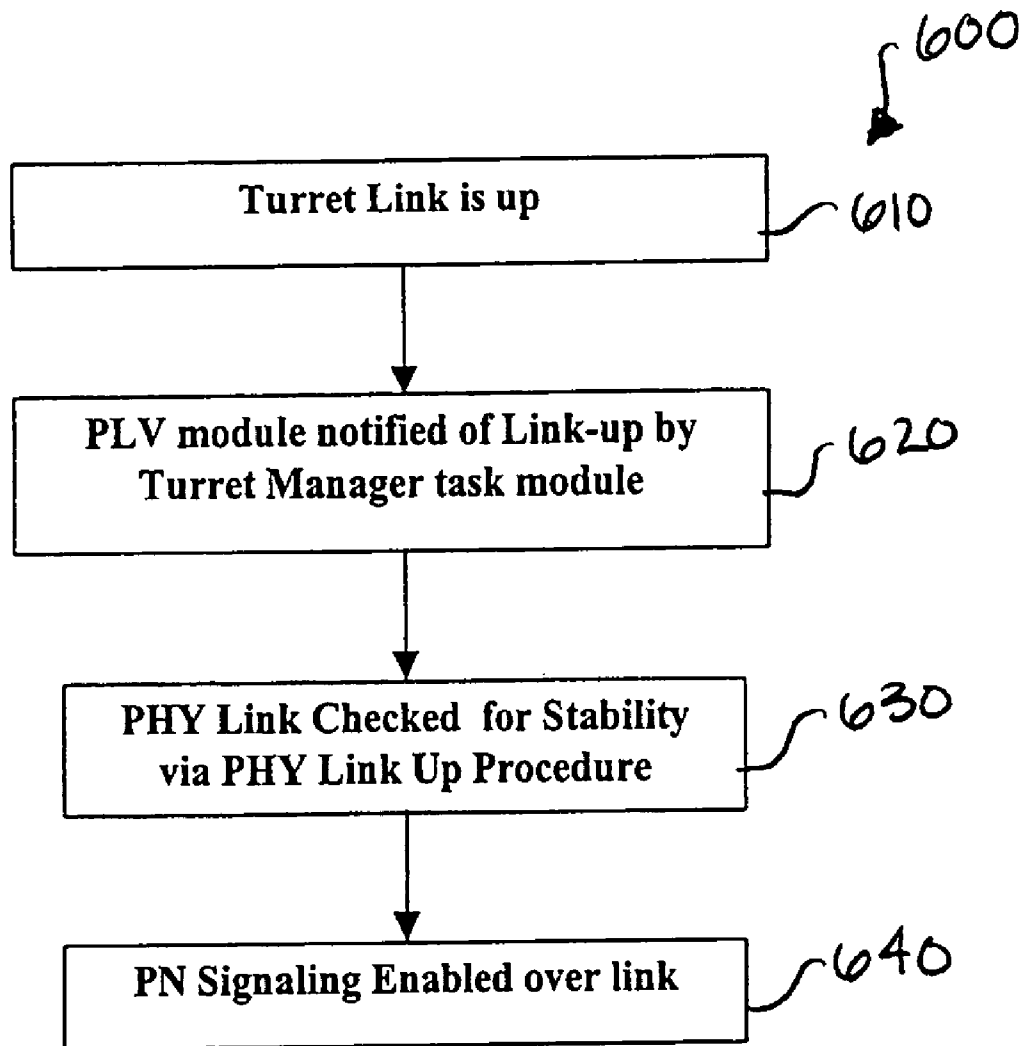 600
Turret Link is up
610
PLV module notified of Link-up by
Turret Manager task module
620
PHY Link Checked for Stability
via PHY Link Up Procedure
630
PN Signaling Enabled over link
640